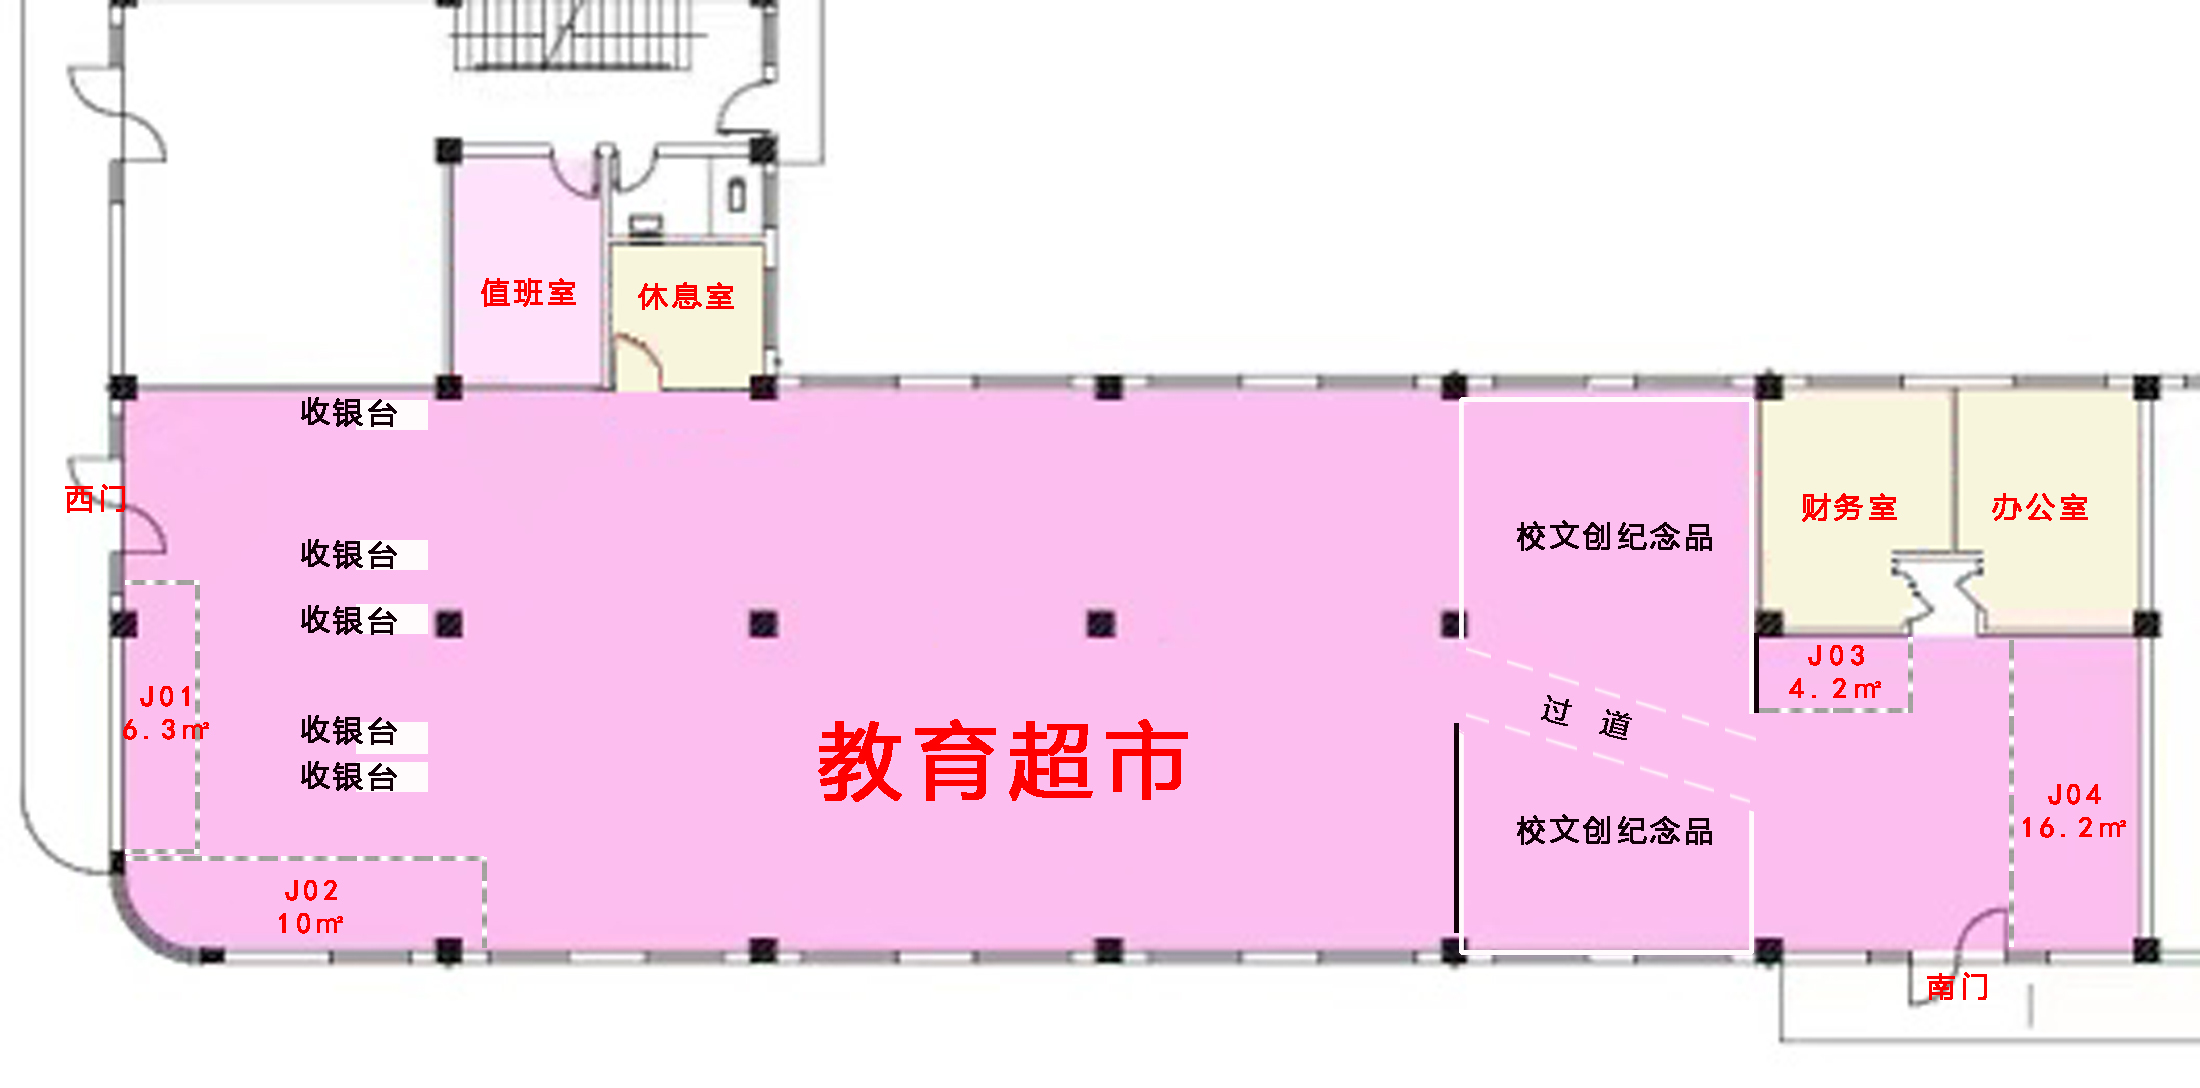 值班室
休息室
收银台
西门
收银台
收银台
收银台
收银台
J01
6.3㎡
J02
10㎡
教育超市
校文创纪念品
过 道
校文创纪念品
财务室
办公室
J03
4.2㎡
J04
16.2㎡
南门